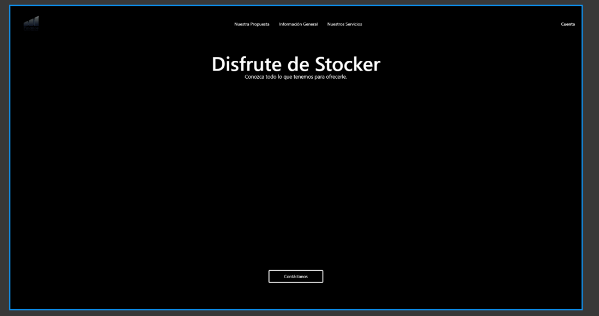 Nuestra Propuesta Información General Nuestros Servicios Cuenta
Disfrute de Stocker
Conozca todo lo que tenemos para ofrecerle.
Contáctanos